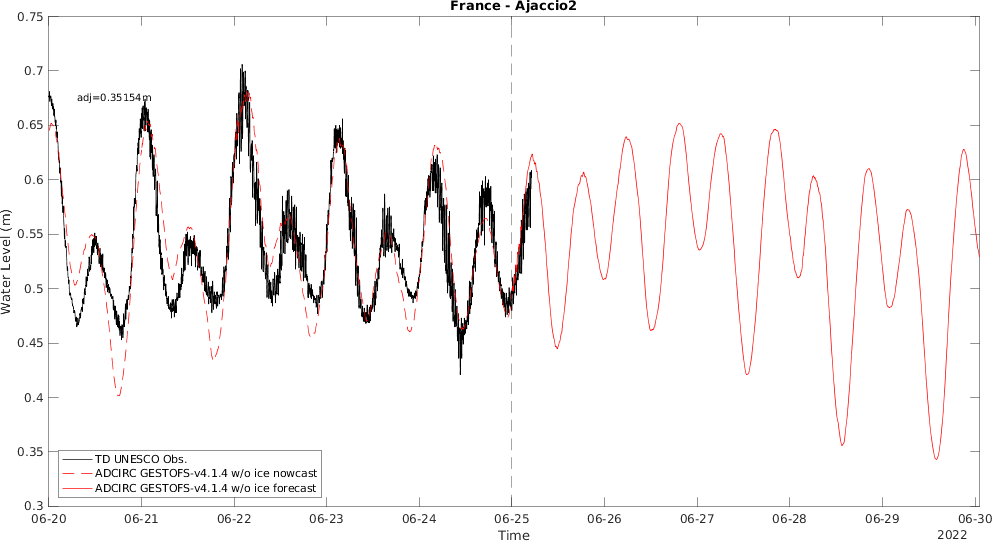 France - Ajaccio2
0.75
0.7
0.65
0.6
0.55
0.5
0.45
0.4
0.35
0.3
Water Level (m)
adj=0.35154m
TD UNESCO Obs.
ADCIRC GESTOFS-v4.1.4 w/o ice nowcast
ADCIRC GESTOFS-v4.1.4 w/o ice forecast
06-20 06-21 06-22 06-23 06-24 06-25 06-26 06-27 06-28 06-29 06-30
Time
2022